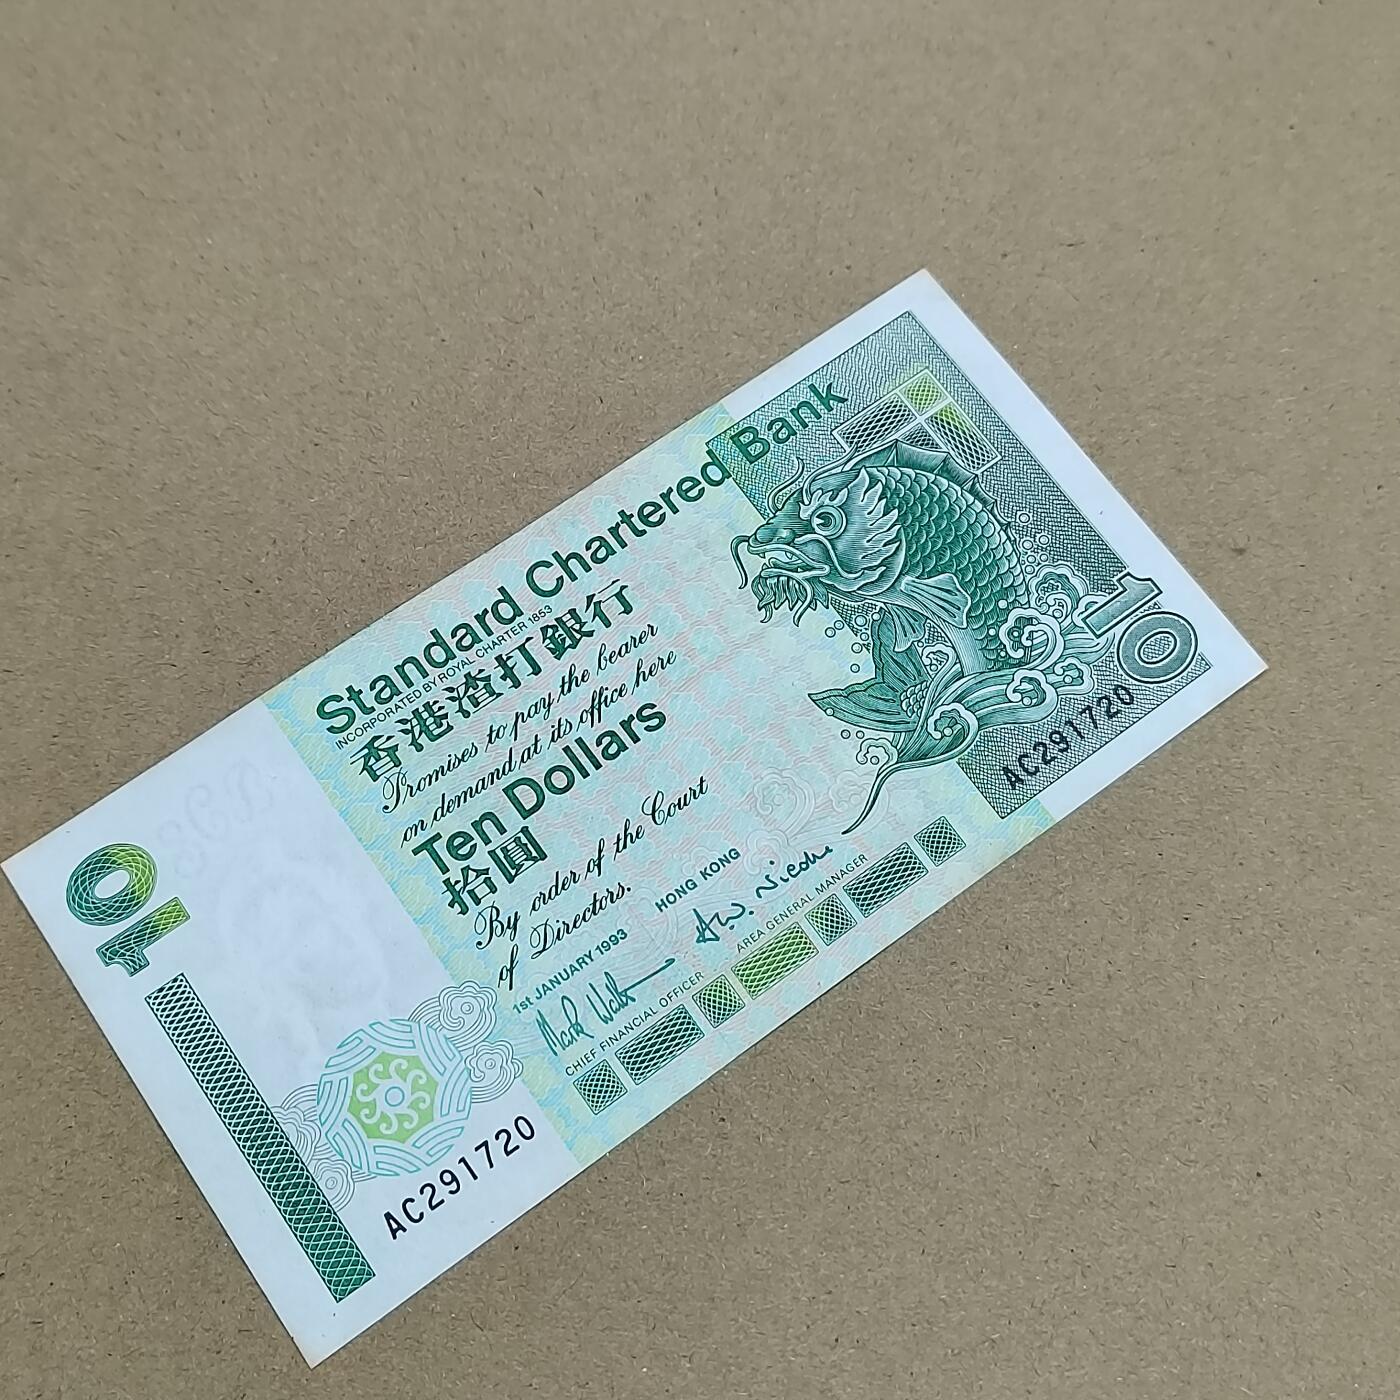 Standard Chartered Bank
INCORPORATED BY ROYAL CHARTER 1853
香港渣打銀行
Promises to pay the bearer
on demand at its office here
Ten Dollars
拾圓
By order of the Court
of Directors.
1st JANUARY 1993 HONG KONG
CHIEF FINANCIAL OFFICER AREA GENERAL MANAGER
10
AC291720
10
AC291720